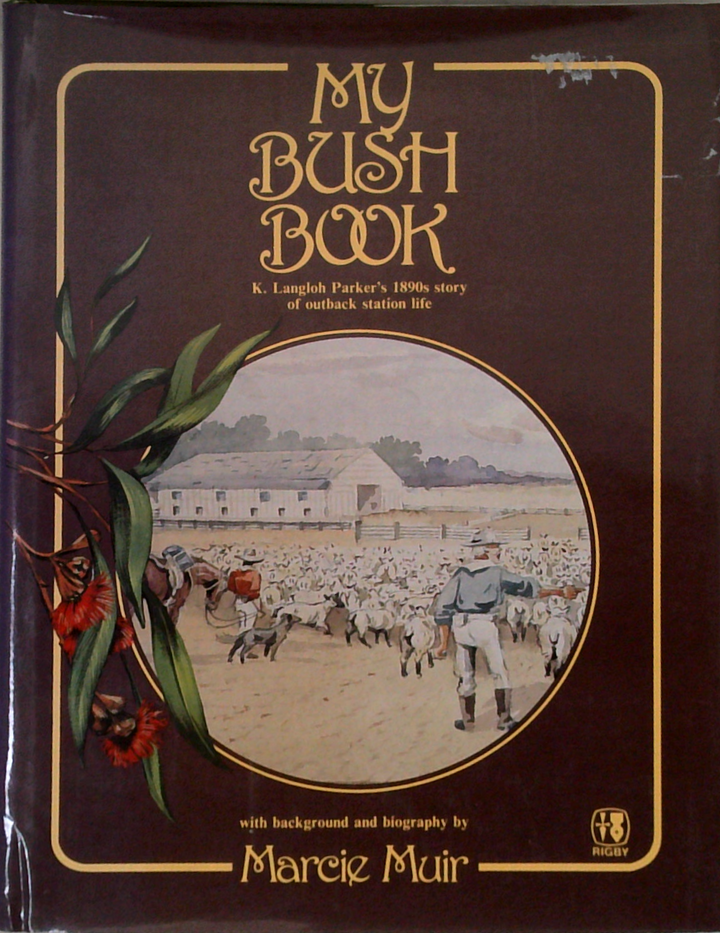 MY
BUSH
BOOK
K. Langloh Parker's 1890s story
of outback station life
with background and biography by
Marcie Muir
RIGBY